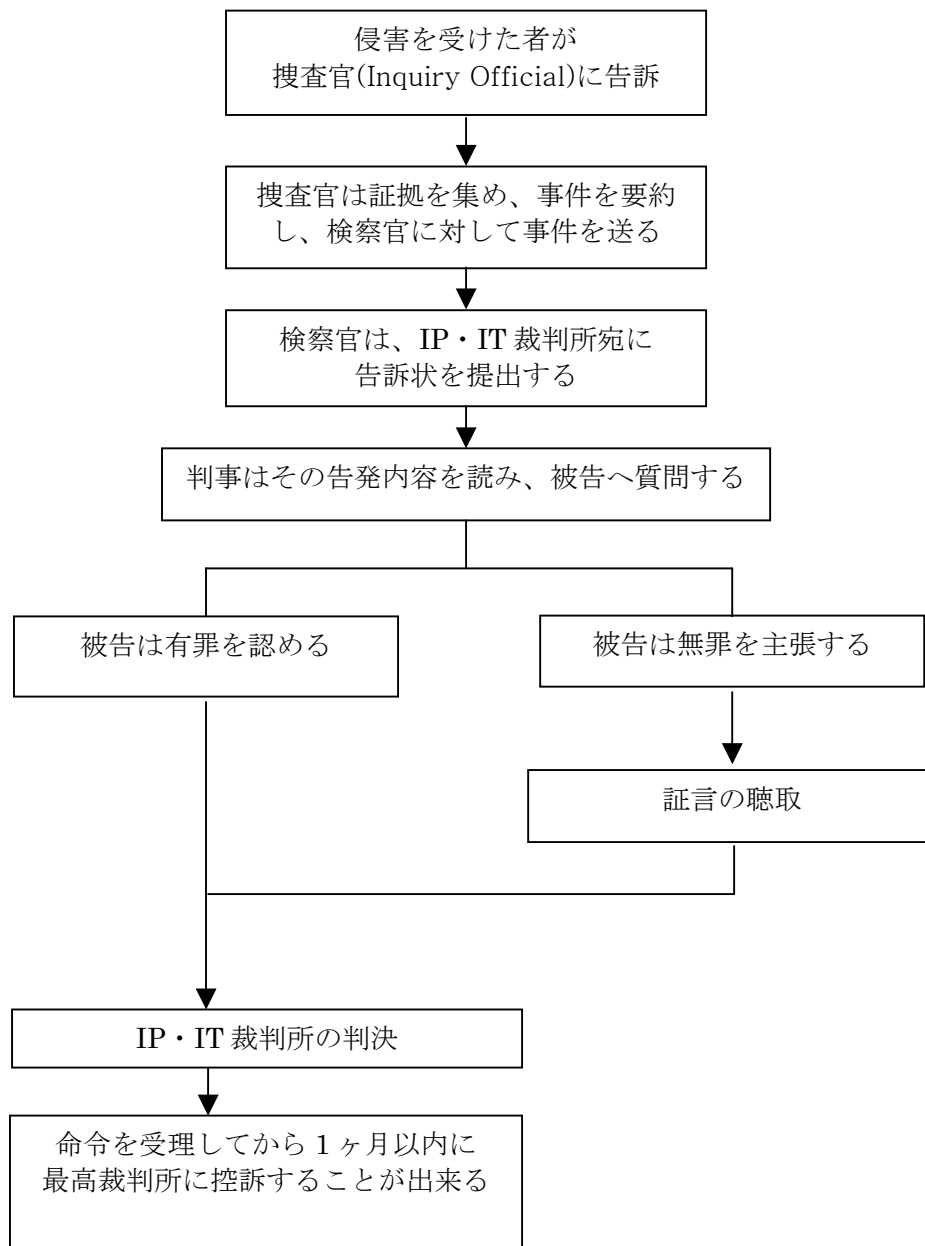 侵害を受けた者が
捜査官(Inquiry Official)に告訴
捜査官は証拠を集め、事件を要約
し、検察官に対して事件を送る
検察官は、IP・IT 裁判所宛に
告訴状を提出する
判事はその告発内容を読み、被告へ質問する
被告は有罪を認める
被告は無罪を主張する
証言の聴取
IP・IT 裁判所の判決
命令を受理してから 1 ヶ月以内に
最高裁判所に控訴することが出来る